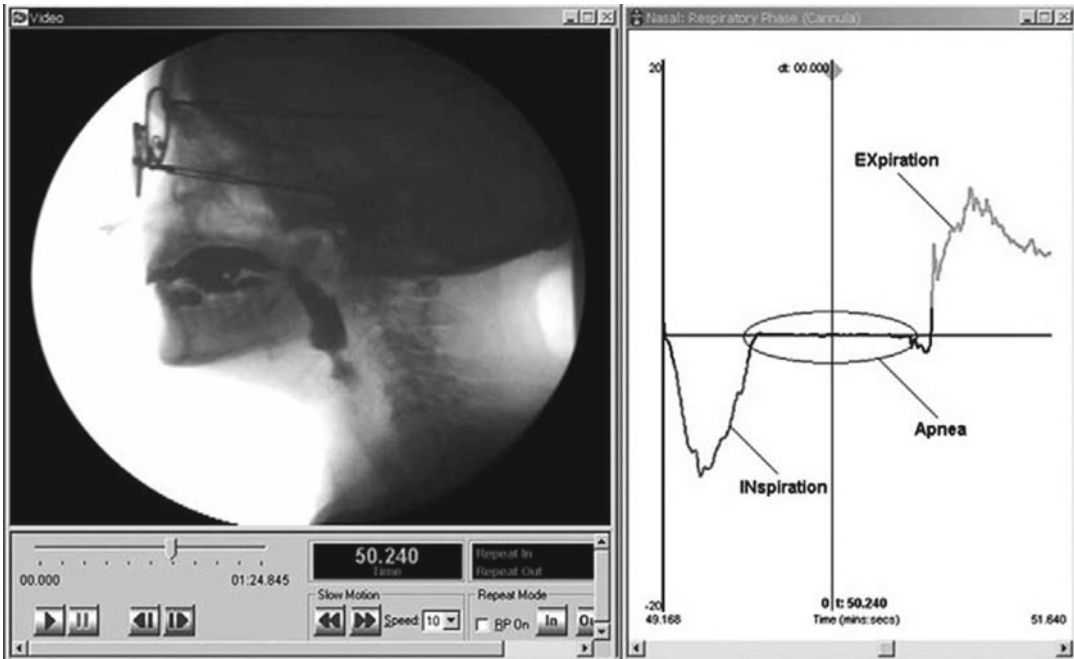 Video
50.240
Time
Repeat In
Repeat Out
00.000
01:24.845
Slow Motion
Repeat Mode
Speed: 10
RP On
In
Ou
Nasal: Respiratory Phase (Cannula)
20
dt: 00.000
EXpiration
Apnea
INspiration
-20
0
t: 50.240
49.168
Time (mins:secs)
51.640